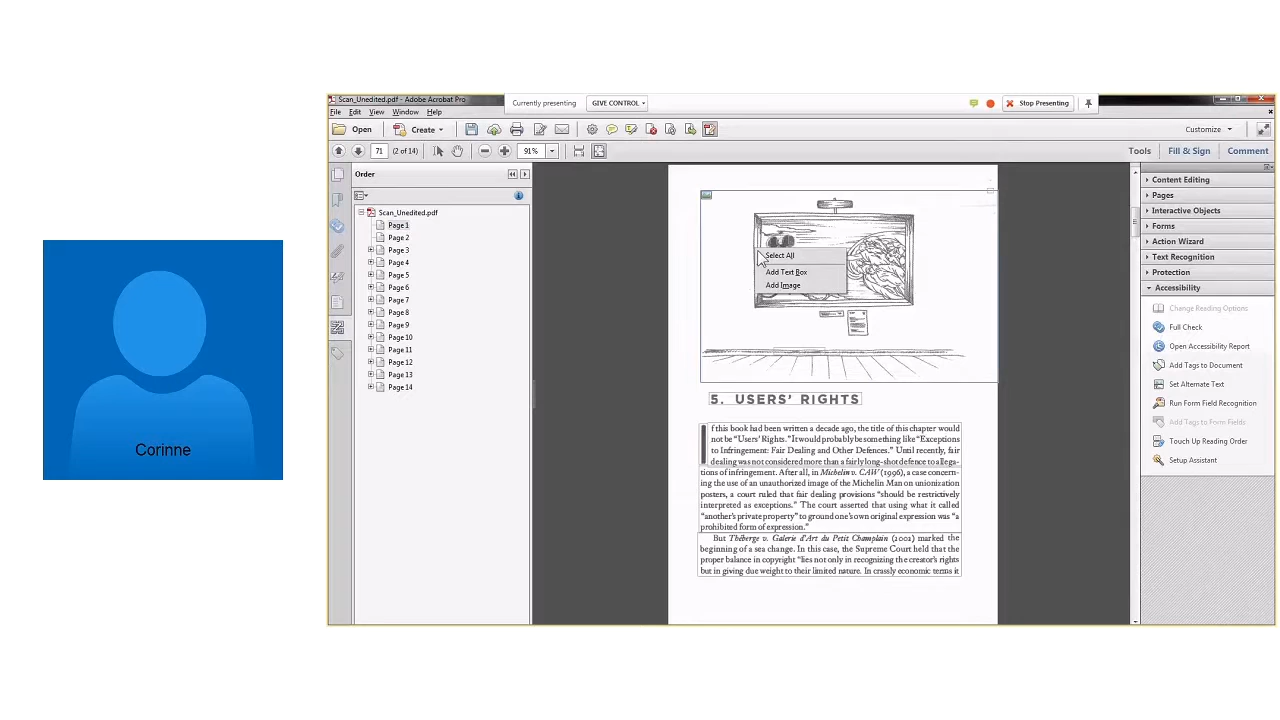 Corinne
Scan_Unedited.pdf - Adobe Acrobat Pro
Currently presenting
GIVE CONTROL
Stop Presenting
File Edit View Window Help
Open
Create
Customize
71
(2 of 14)
91%
Tools
Fill & Sign
Comment
Order
Scan_Unedited.pdf
Page 1
Page 2
Page 3
Page 4
Page 5
Page 6
Page 7
Page 8
Page 9
Page 10
Page 11
Page 12
Page 13
Page 14
Select All
Add Text Box
Add Image
5. USERS' RIGHTS
If this book had been written a decade ago, the title of this chapter would
not be “Users’ Rights.” It would probably be something like “Exceptions
to Infringement: Fair Dealing and Other Defences.” Until recently, fair
dealing was not considered more than a fairly long-shot defence to allega-
tions of infringement. After all, in Michelin v. CAW (1996), a case concern-
ing the use of an unauthorized image of the Michelin Man on unionization
posters, a court ruled that fair dealing provisions “should be restrictively
interpreted as exceptions.” The court asserted that using what it called
“another’s private property” to ground one’s own original expression was “a
prohibited form of expression.”
But Théberge v. Galerie d’Art du Petit Champlain (2002) marked the
beginning of a sea change. In this case, the Supreme Court held that the
proper balance in copyright “lies not only in recognizing the creator’s rights
but in giving due weight to their limited nature. In crassly economic terms it
Content Editing
Pages
Interactive Objects
Forms
Action Wizard
Text Recognition
Protection
Accessibility
Change Reading Options
Full Check
Open Accessibility Report
Add Tags to Document
Set Alternate Text
Run Form Field Recognition
Add Tags to Form Fields
Touch Up Reading Order
Setup Assistant